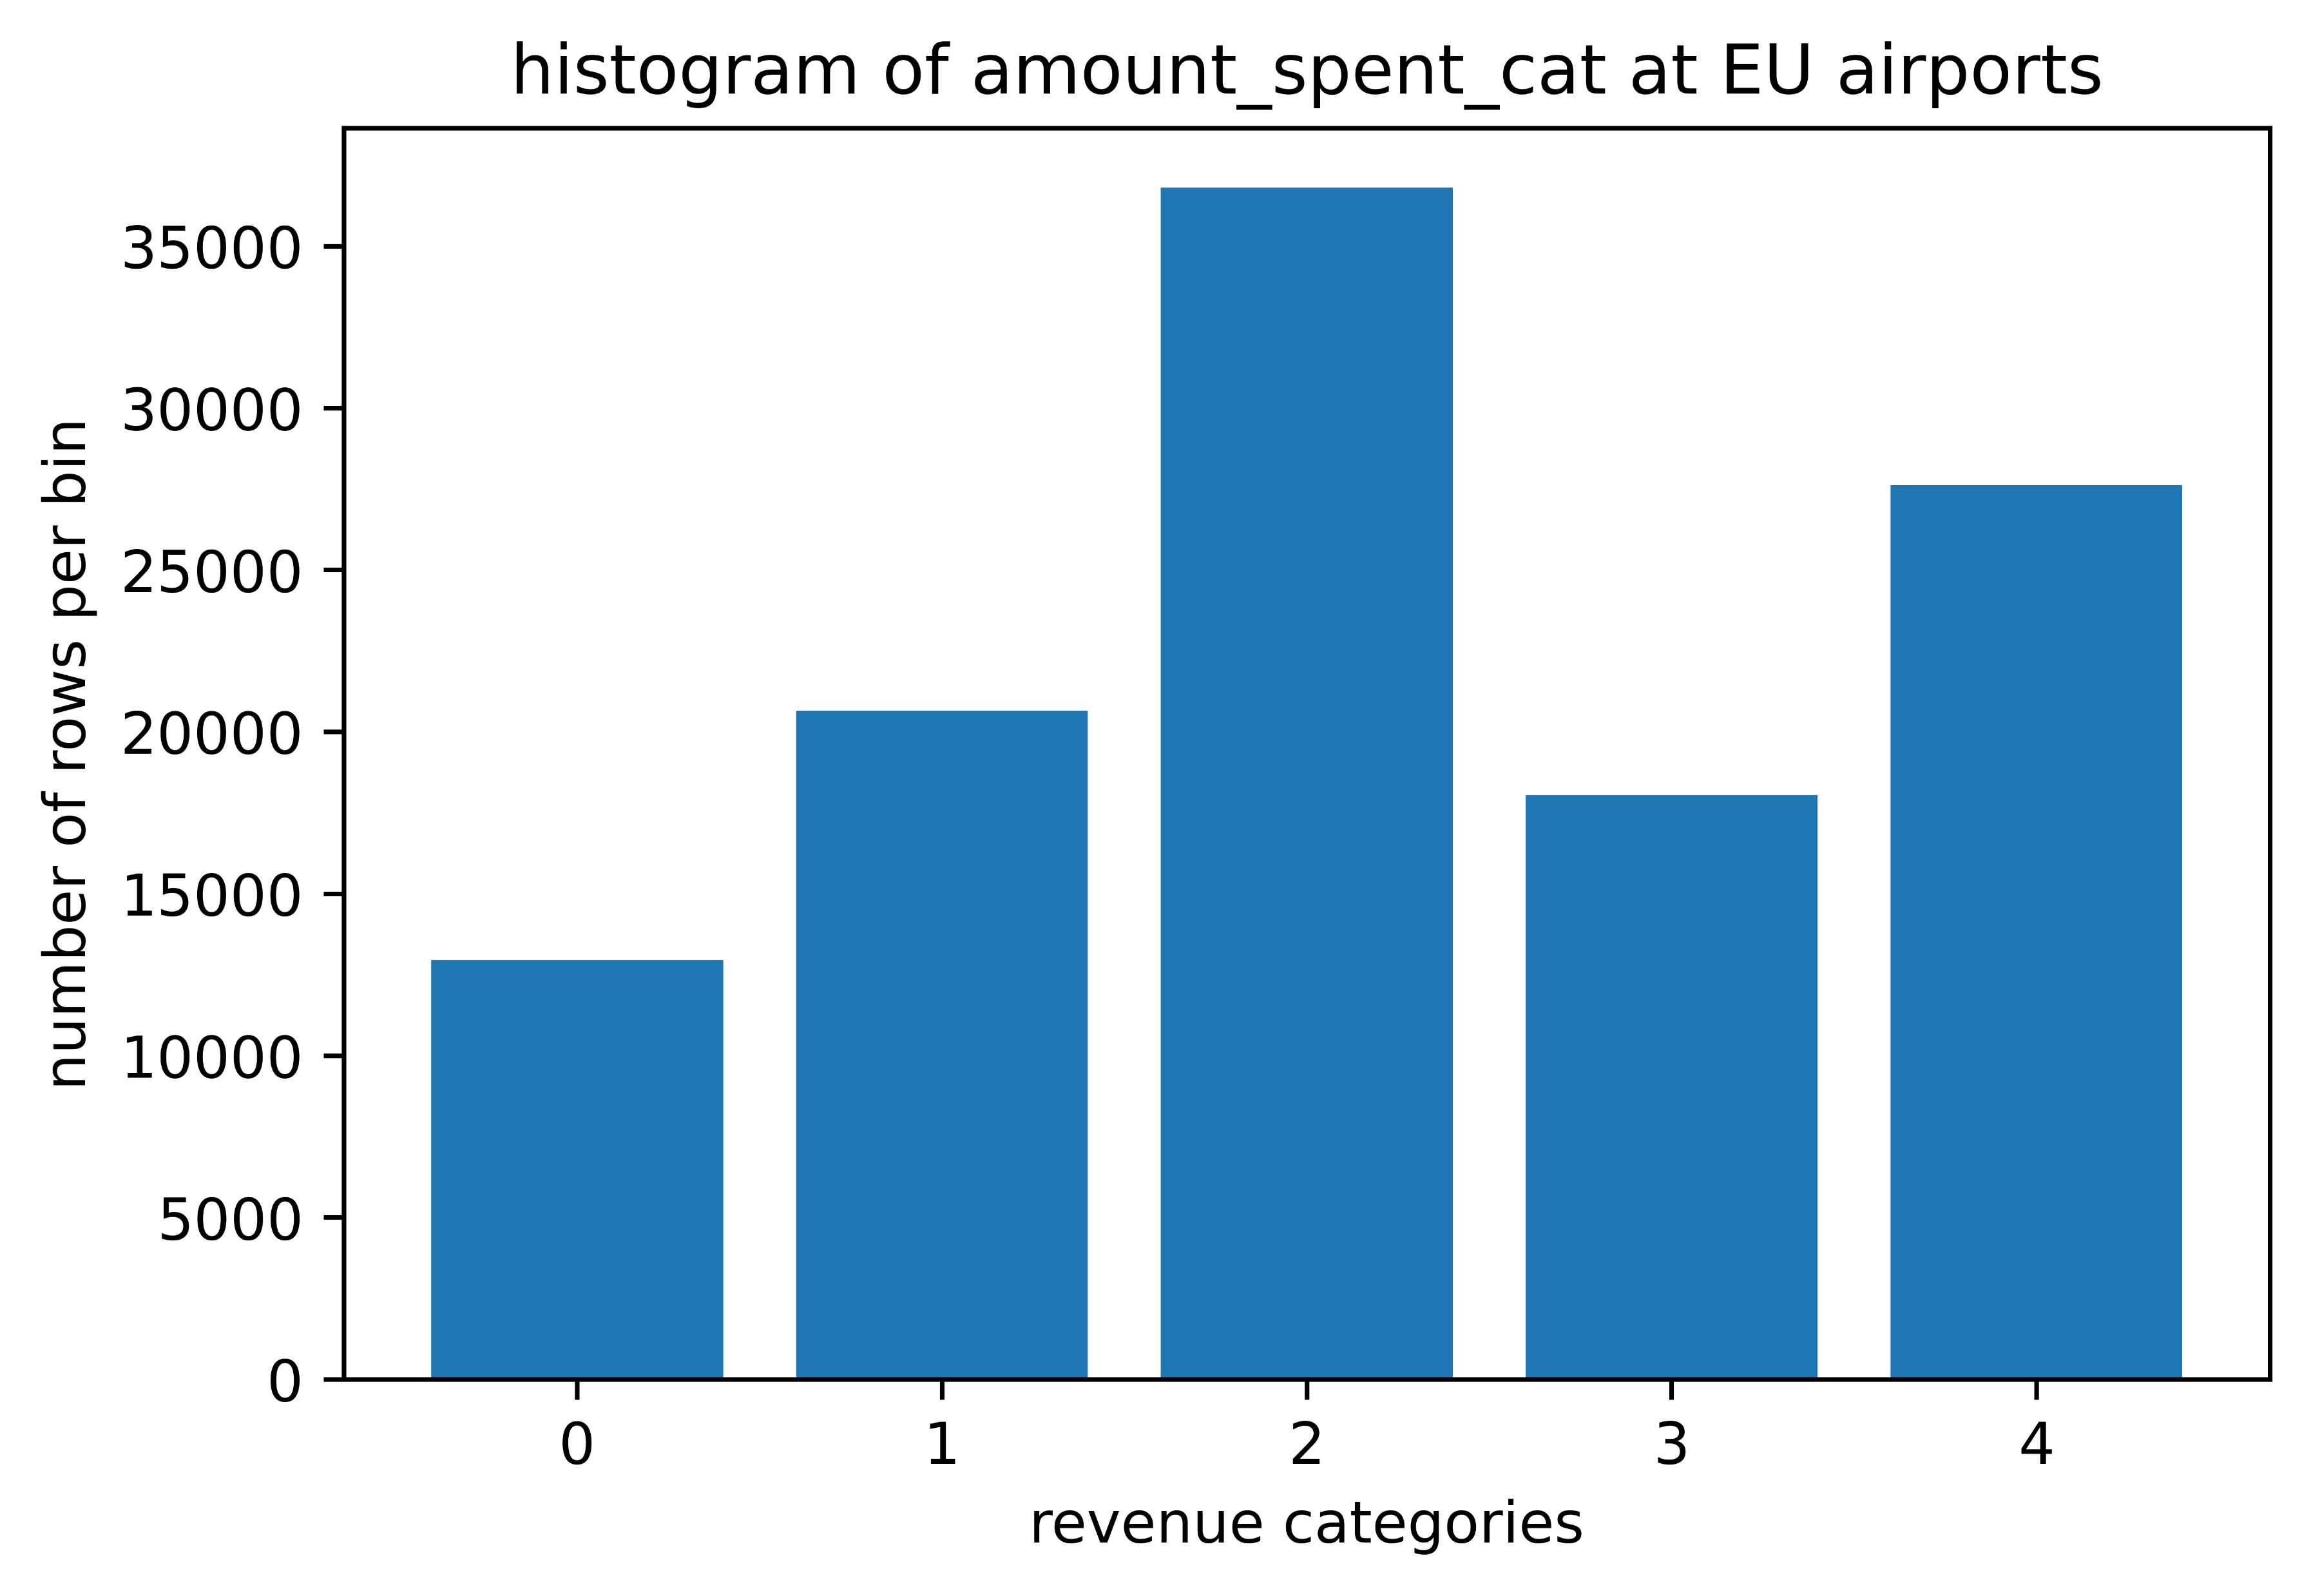 histogram of amount_spent_cat at EU airports
number of rows per bin
35000
30000
25000
20000
15000
10000
5000
0
0 1 2 3 4
revenue categories